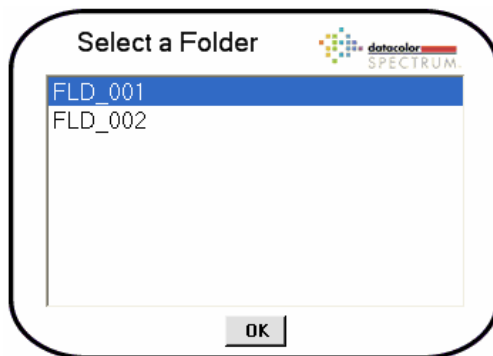 Select a Folder
datacolor
SPECTRUM
FLD_001
FLD_002
OK